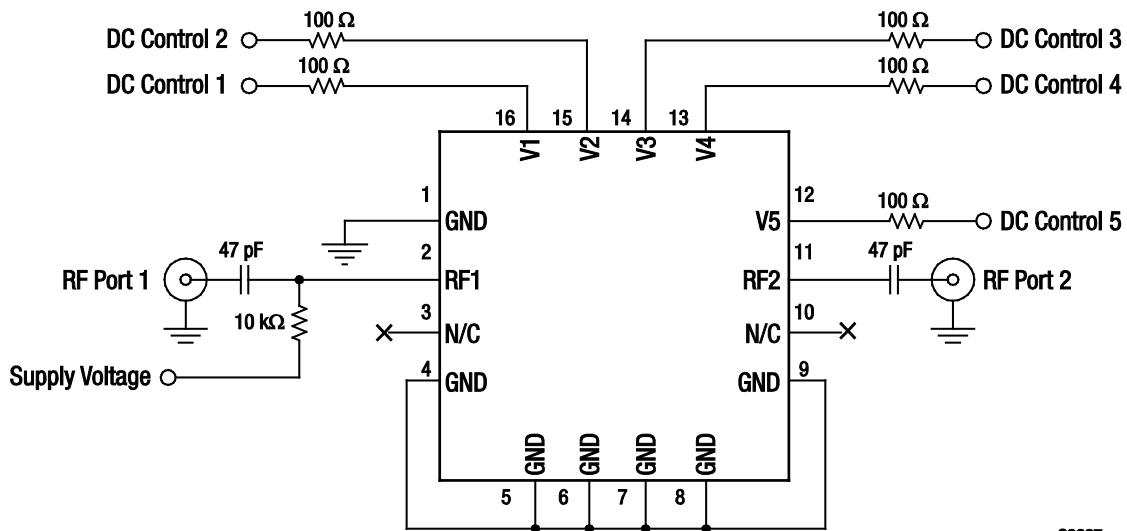 100 Ω
100 Ω
DC Control 2
DC Control 3
100 Ω
100 Ω
DC Control 1
DC Control 4
16 15 14 13
V1 V2 V3 V4
1
12
100 Ω
GND
V5
DC Control 5
47 pF
2
11
47 pF
RF Port 1
RF1
RF2
RF Port 2
10 kΩ
3
10
N/C
N/C
Supply Voltage
4
9
GND
GND
GND GND GND GND
5 6 7 8